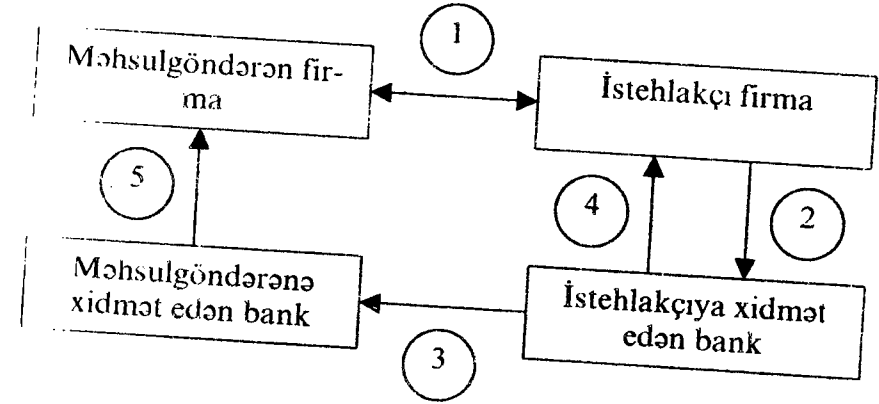 1
Məhsulgöndərən fir-
ma
İstehlakçı firma
5
4
2
Məhsulgöndərənə
xidmət edən bank
İstehlakçıya xidmət
edən bank
3